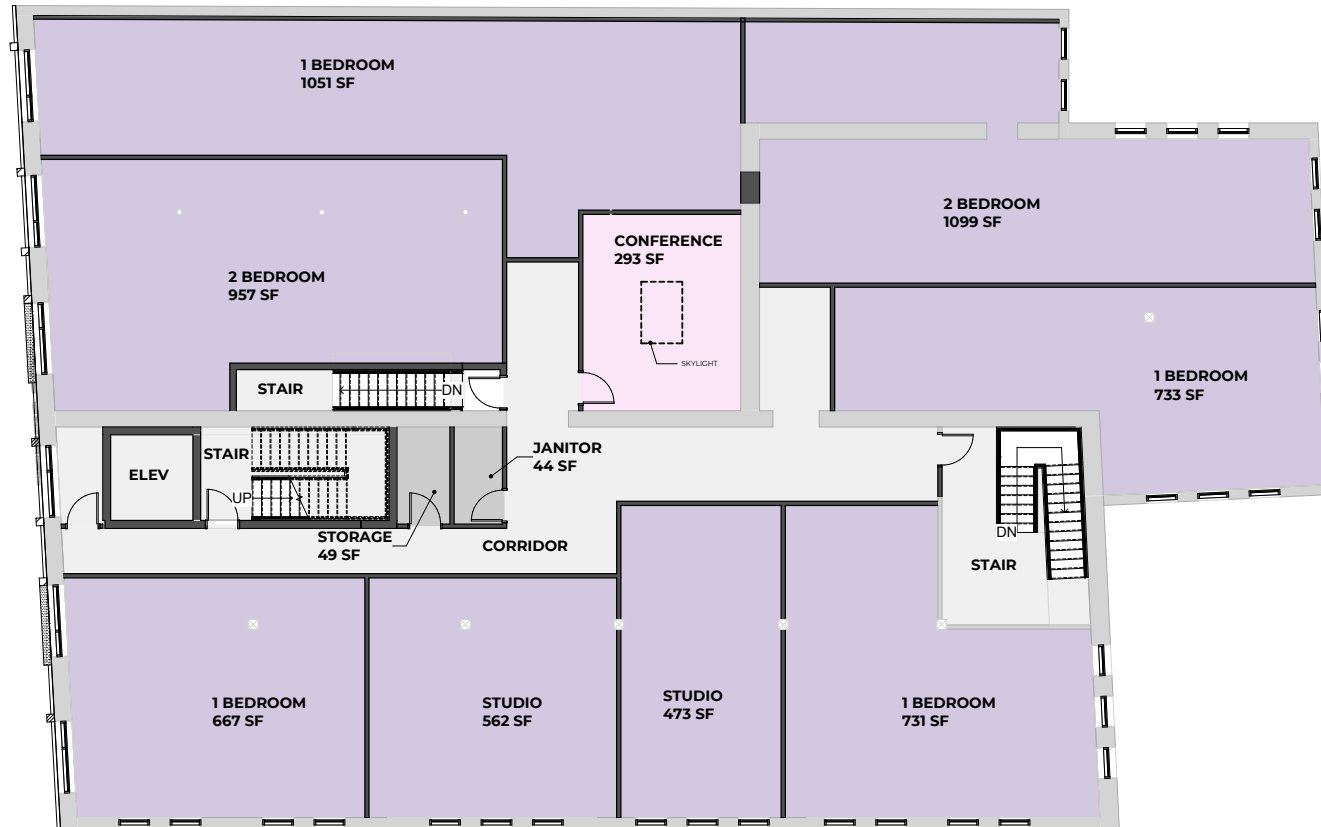 1 BEDROOM
1051 SF
2 BEDROOM
1099 SF
CONFERENCE
293 SF
2 BEDROOM
957 SF
SKYLIGHT
1 BEDROOM
733 SF
STAIR
DN
JANITOR
44 SF
STAIR
ELEV
UP
STORAGE
49 SF
CORRIDOR
DN
STAIR
1 BEDROOM
667 SF
STUDIO
562 SF
STUDIO
473 SF
1 BEDROOM
731 SF